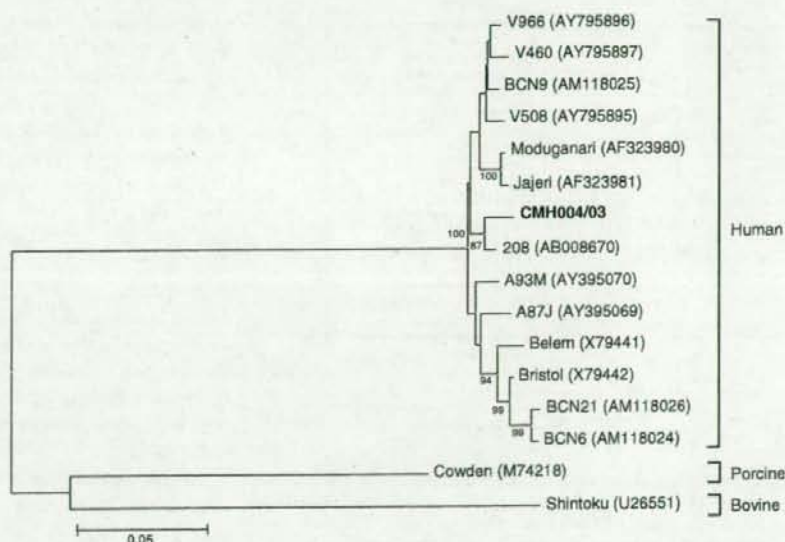 V966 (AY795896)
V460 (AY795897)
BCN9 (AM118025)
V508 (AY795895)
Moduganari (AF323980)
100
Jajeri (AF323981)
CMH004/03
100
87
Human
208 (AB008670)
A93M (AY395070)
A87J (AY395069)
Belem (X79441)
94
Bristol (X79442)
99
BCN21 (AM118026)
99
BCN6 (AM118024)
Cowden (M74218)
Porcine
Shintoku (U26551)
Bovine
0.05